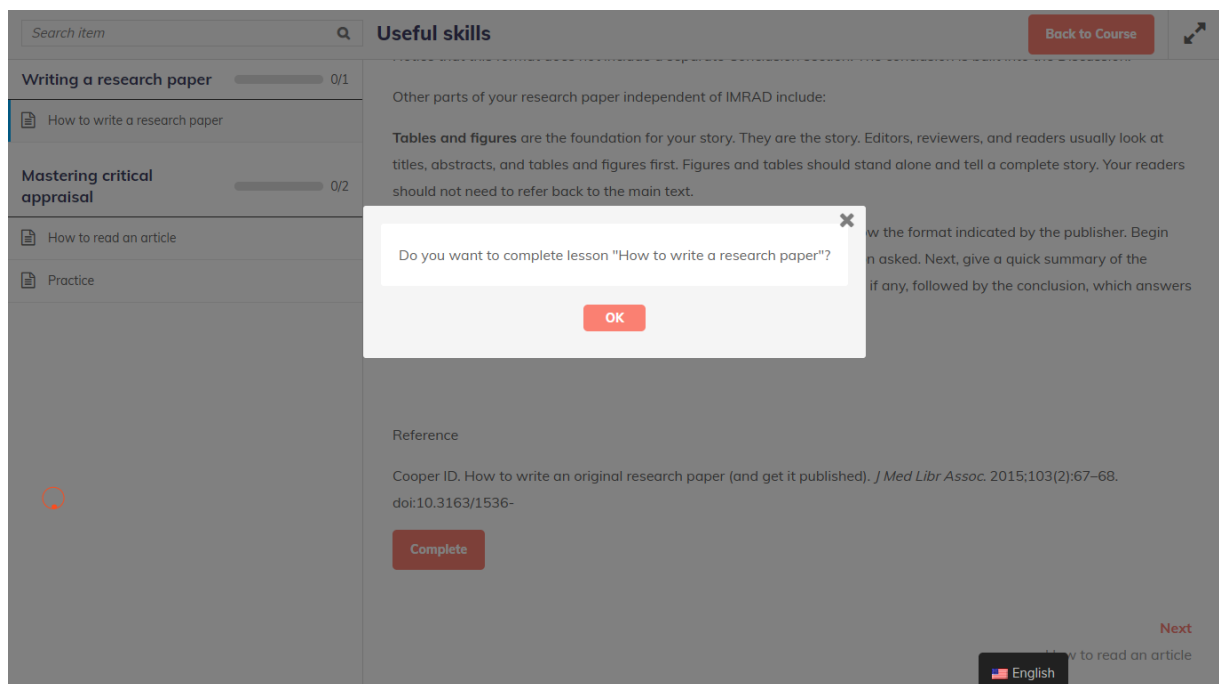 Search item
Useful skills
Back to Course
Writing a research paper
0/1
How to write a research paper
Mastering critical
appraisal
0/2
How to read an article
Practice
Other parts of your research paper independent of IMRAD include:
Tables and figures are the foundation for your story. They are the story. Editors, reviewers, and readers usually look at
titles, abstracts, and tables and figures first. Figures and tables should stand alone and tell a complete story. Your readers
should not need to refer back to the main text.
the format indicated by the publisher. Begin
asked. Next, give a quick summary of the
if any, followed by the conclusion, which answers
Do you want to complete lesson "How to write a research paper"?
OK
Reference
Cooper ID. How to write an original research paper (and get it published). J Med Libr Assoc. 2015;103(2):67–68.
doi:10.3163/1536-
Complete
Next
to read an article
English